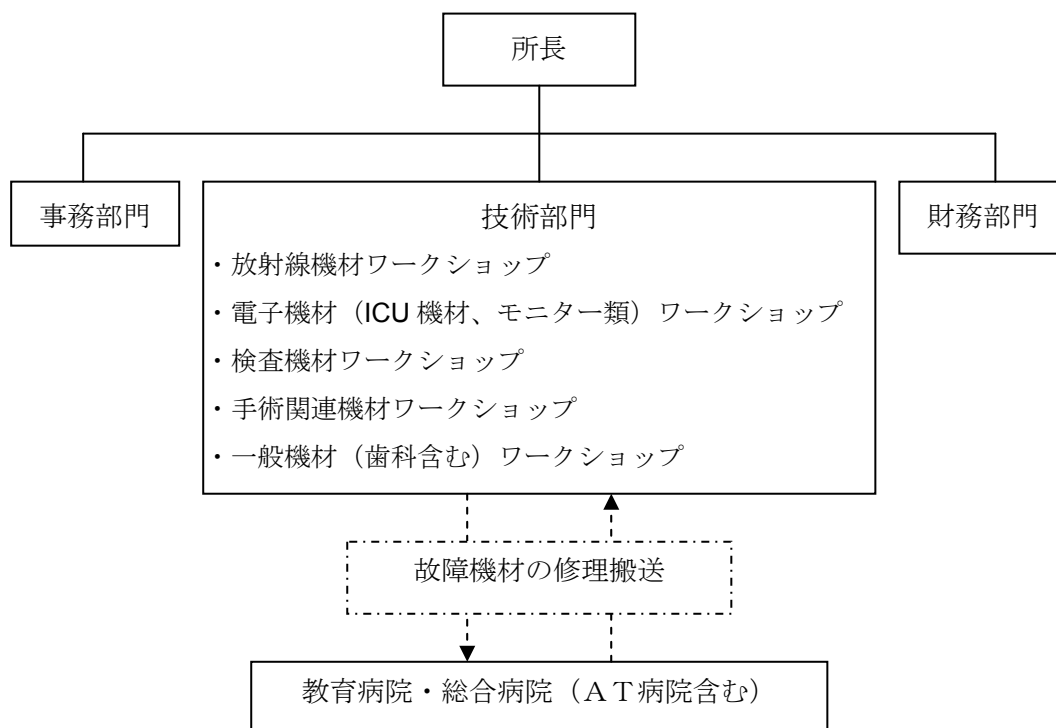 所長
事務部門
技術部門
・放射線機材ワークショップ
・電子機材（ICU 機材、モニター類）ワークショップ
・検査機材ワークショップ
・手術関連機材ワークショップ
・一般機材（歯科含む）ワークショップ
財務部門
故障機材の修理搬送
教育病院・総合病院（ＡＴ病院含む）